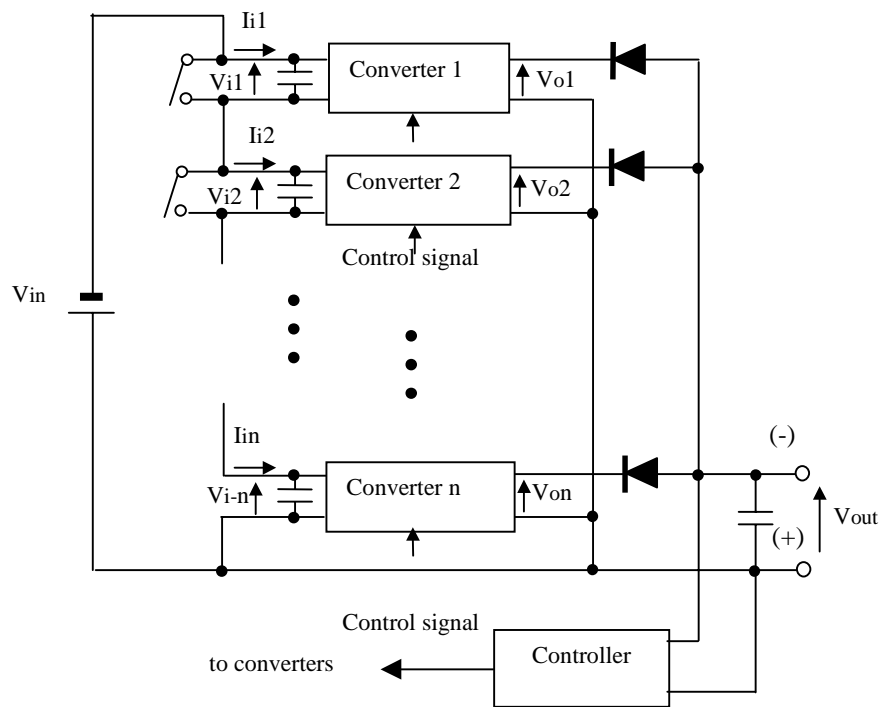 Ii1
Converter 1
Vi1
Vo1
Ii2
Converter 2
Vi2
Vo2
Control signal
Vin
Iin
(-)
Converter n
Vi-n
Von
Vout
(+)
Control signal
to converters
Controller